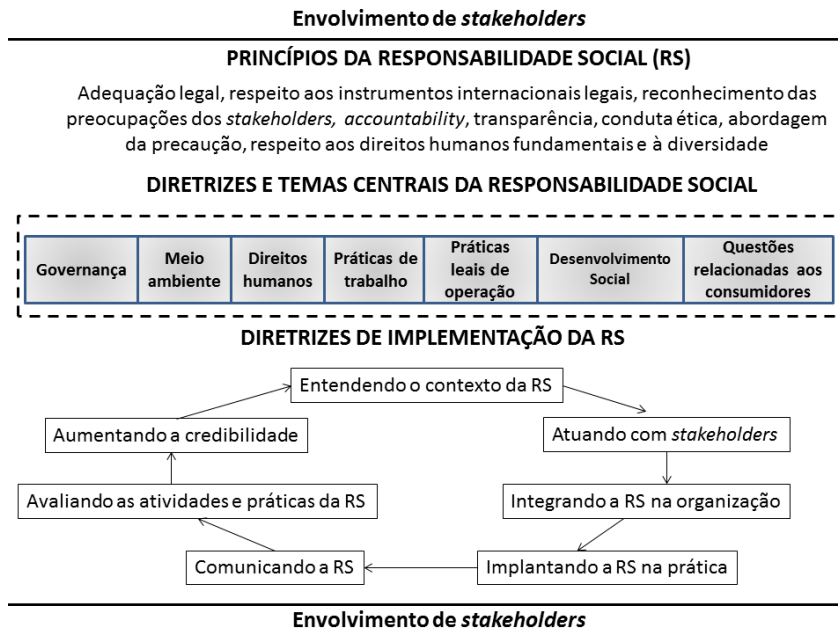 Envolvimento de stakeholders
PRINCÍPIOS DA RESPONSABILIDADE SOCIAL (RS)
Adequação legal, respeito aos instrumentos internacionais legais, reconhecimento das
preocupações dos stakeholders, accountability, transparência, conduta ética, abordagem
da precaução, respeito aos direitos humanos fundamentais e à diversidade
DIRETRIZES E TEMAS CENTRAIS DA RESPONSABILIDADE SOCIAL
Governança
Meio
ambiente
Direitos
humanos
Práticas de
trabalho
Práticas
leais de
operação
Desenvolvimento
Social
Questões
relacionadas aos
consumidores
DIRETRIZES DE IMPLEMENTAÇÃO DA RS
Entendendo o contexto da RS
Atuando com stakeholders
Integrando a RS na organização
Implantando a RS na prática
Comunicando a RS
Avaliando as atividades e práticas da RS
Aumentando a credibilidade
Envolvimento de stakeholders